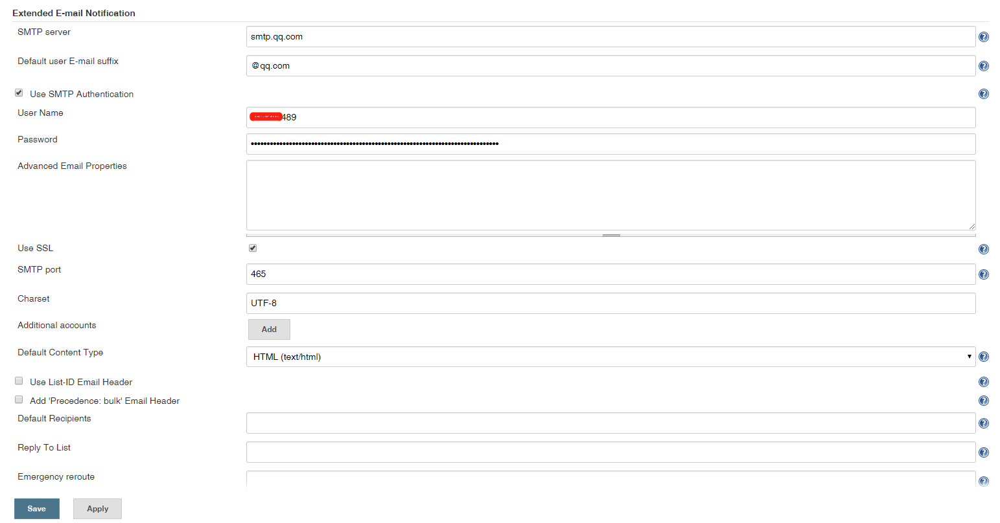 Extended E-mail Notification
SMTP server
smtp.qq.com
Default user E-mail suffix
@qq.com
Use SMTP Authentication
User Name
489
Password
Advanced Email Properties
Use SSL
SMTP port
465
Charset
UTF-8
Additional accounts
Add
Default Content Type
HTML (text/html)
Use List-ID Email Header
Add 'Precedence: bulk' Email Header
Default Recipients
Reply To List
Emergency reroute
Save Apply